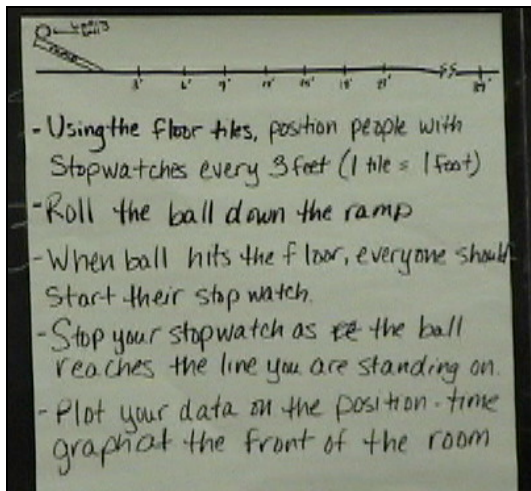 ramp
3' 6' 9' 12' 15' 18' 21'
- Using the floor tiles, position people with
Stopwatches every 3 feet (1 tile = 1 foot)
- Roll the ball down the ramp
- When ball hits the floor, everyone should
Start their stop watch.
- Stop your stopwatch as the ball
reaches the line you are standing on.
- Plot your data on the position-time
graph at the front of the room